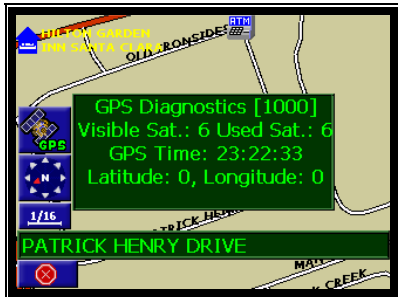 HILTON GARDEN
INN SANTA CLARA
OLD IRONSIDES
ATM
GPS Diagnostics [1000]
Visible Sat.: 6 Used Sat.: 6
GPS Time: 23:22:33
Latitude: 0, Longitude: 0
GPS
N
1/16
PATRICK HENRY DRIVE
CREEK